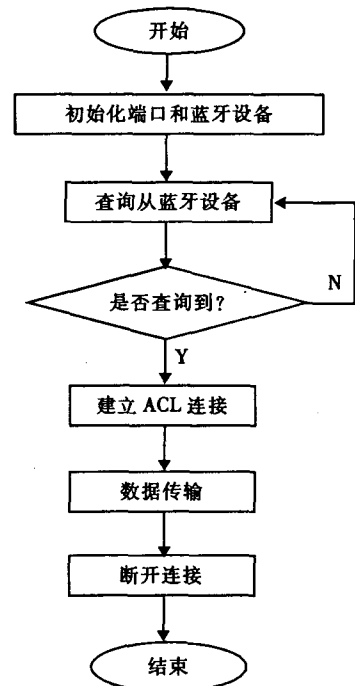 开始
初始化端口和蓝牙设备
查询从蓝牙设备
是否查询到?
N
Y
建立 ACL 连接
数据传输
断开连接
结束